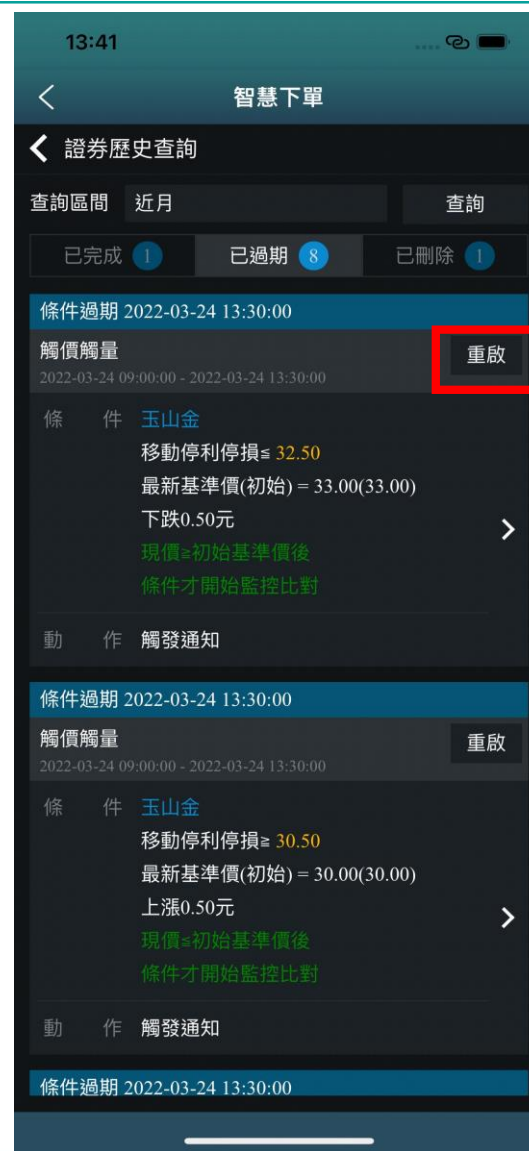 13:41
智慧下單
證券歷史查詢
查詢區間 近月 查詢
已完成 1 已過期 8 已刪除 1
條件過期 2022-03-24 13:30:00
觸價觸量 重啟
2022-03-24 09:00:00 - 2022-03-24 13:30:00
條 件 玉山金
移動停利停損≦ 32.50
最新基準價(初始) = 33.00(33.00)
下跌0.50元
現價≧初始基準價後
條件才開始監控比對
動 作 觸發通知
條件過期 2022-03-24 13:30:00
觸價觸量 重啟
2022-03-24 09:00:00 - 2022-03-24 13:30:00
條 件 玉山金
移動停利停損≧ 30.50
最新基準價(初始) = 30.00(30.00)
上漲0.50元
現價≦初始基準價後
條件才開始監控比對
動 作 觸發通知
條件過期 2022-03-24 13:30:00